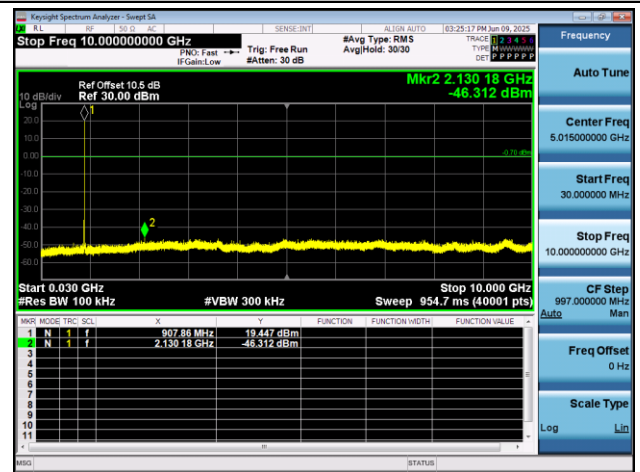 Keysight Spectrum Analyzer - Swept SA
RL RF 50 Ω AC SENSE:INT ALIGN AUTO 03:25:17 PM Jun 09, 2025
Stop Freq 10.000000000 GHz
PNO: Fast
IFGain:Low
Trig: Free Run
#Atten: 30 dB
#Avg Type: RMS
Avg|Hold: 30/30
TRACE 1 2 3 4 5 6
TYPE M W W W W W
DET P P P P P P
Ref Offset 10.5 dB
10 dB/div Ref 30.00 dBm
Log
Mkr2 2.130 18 GHz
-46.312 dBm
1
20.0
10.0
0.00
-0.70 dBm
-10.0
-20.0
-30.0
-40.0
2
-50.0
-60.0
Start 0.030 GHz Stop 10.000 GHz
#Res BW 100 kHz #VBW 300 kHz Sweep 954.7 ms (40001 pts)
MKR MODE TRC SCL X Y FUNCTION FUNCTION WIDTH FUNCTION VALUE
1 N 1 f 907.86 MHz 19.447 dBm
2 N 1 f 2.130 18 GHz -46.312 dBm
3
4
5
6
7
8
9
10
11
MSG STATUS
Frequency
Auto Tune
Center Freq
5.015000000 GHz
Start Freq
30.000000 MHz
Stop Freq
10.000000000 GHz
CF Step
997.000000 MHz
Auto Man
Freq Offset
0 Hz
Scale Type
Log Lin